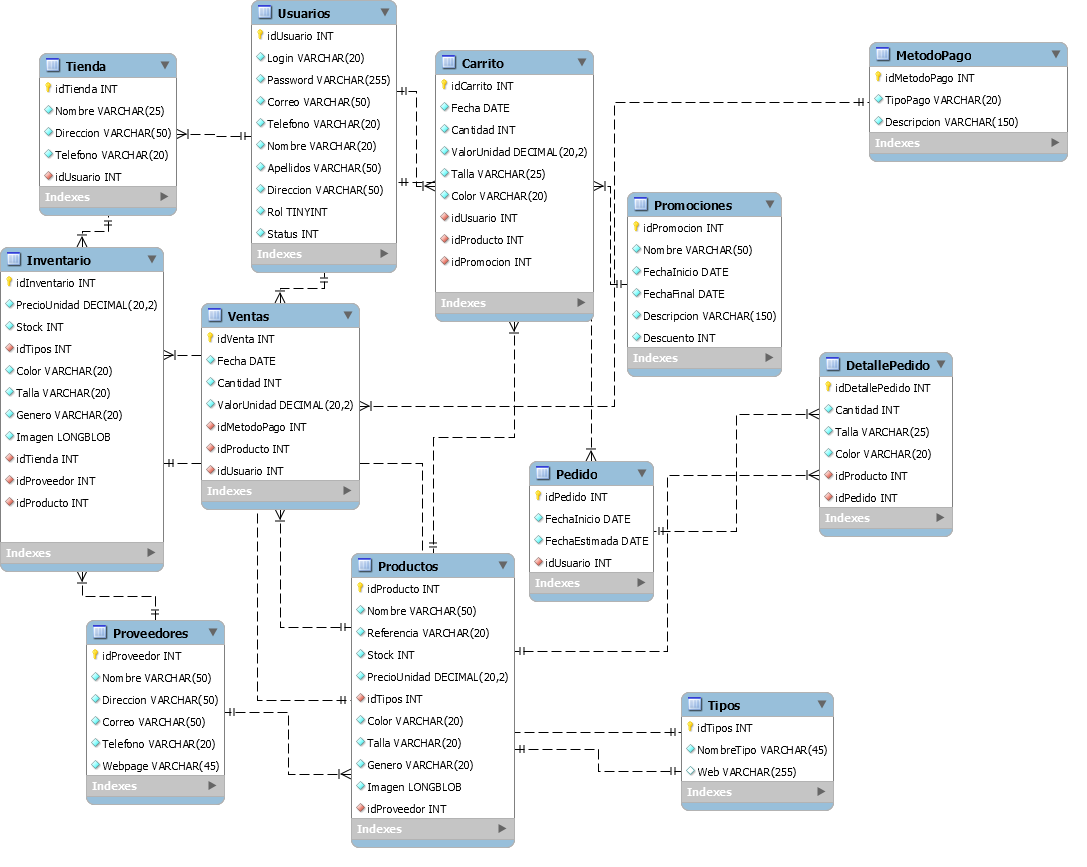 Usuarios
idUsuario INT
Login VARCHAR(20)
Password VARCHAR(255)
Correo VARCHAR(50)
Telefono VARCHAR(20)
Nombre VARCHAR(20)
Apellidos VARCHAR(50)
Direccion VARCHAR(50)
Rol TINYINT
Status INT
Indexes
Tienda
idTienda INT
Nombre VARCHAR(25)
Direccion VARCHAR(50)
Telefono VARCHAR(20)
idUsuario INT
Indexes
Carrito
idCarrito INT
Fecha DATE
Cantidad INT
ValorUnidad DECIMAL(20,2)
Talla VARCHAR(25)
Color VARCHAR(20)
idUsuario INT
idProducto INT
idPromocion INT
Indexes
MetodoPago
idMetodoPago INT
TipoPago VARCHAR(20)
Descripcion VARCHAR(150)
Indexes
Promociones
idPromocion INT
Nombre VARCHAR(50)
FechaInicio DATE
FechaFinal DATE
Descripcion VARCHAR(150)
Descuento INT
Indexes
Inventario
idInventario INT
PrecioUnidad DECIMAL(20,2)
Stock INT
idTipos INT
Color VARCHAR(20)
Talla VARCHAR(20)
Genero VARCHAR(20)
Imagen LONGBLOB
idTienda INT
idProveedor INT
idProducto INT
Indexes
Ventas
idVenta INT
Fecha DATE
Cantidad INT
ValorUnidad DECIMAL(20,2)
idMetodoPago INT
idProducto INT
idUsuario INT
Indexes
DetallePedido
idDetallePedido INT
Cantidad INT
Talla VARCHAR(25)
Color VARCHAR(20)
idProducto INT
idPedido INT
Indexes
Pedido
idPedido INT
FechaInicio DATE
FechaEstimada DATE
idUsuario INT
Indexes
Productos
idProducto INT
Nombre VARCHAR(50)
Referencia VARCHAR(20)
Stock INT
PrecioUnidad DECIMAL(20,2)
idTipos INT
Color VARCHAR(20)
Talla VARCHAR(20)
Genero VARCHAR(20)
Imagen LONGBLOB
idProveedor INT
Indexes
Proveedores
idProveedor INT
Nombre VARCHAR(50)
Direccion VARCHAR(50)
Correo VARCHAR(50)
Telefono VARCHAR(20)
Webpage VARCHAR(45)
Indexes
Tipos
idTipos INT
NombreTipo VARCHAR(45)
Web VARCHAR(255)
Indexes